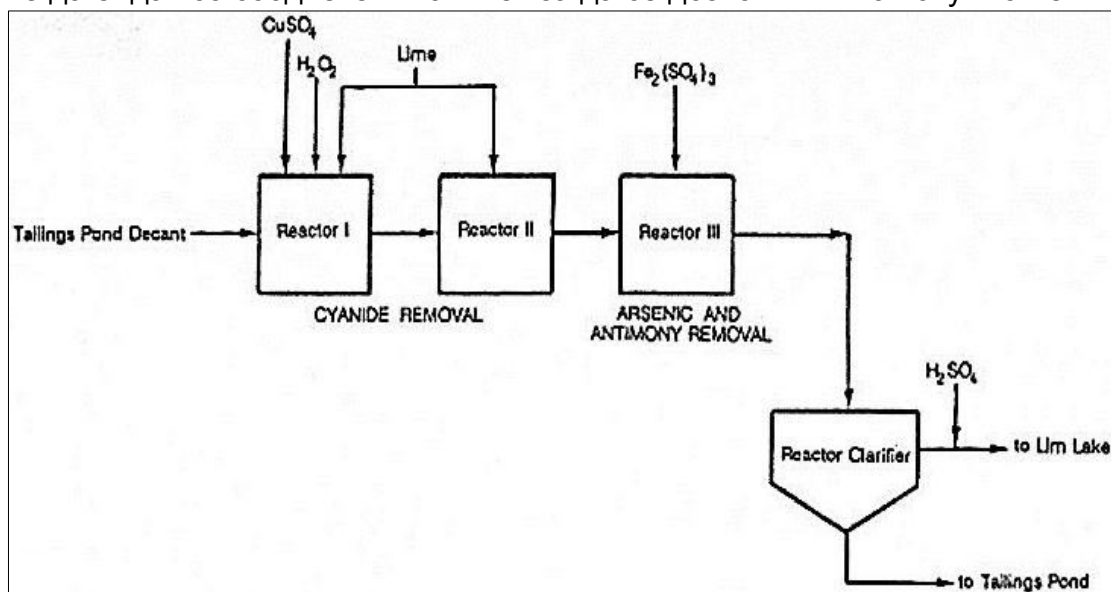 CuSO₄
H₂O₂
Lime
Fe₂(SO₄)₃
Tailings Pond Decant
Reactor I
Reactor II
Reactor III
CYANIDE REMOVAL
ARSENIC AND
ANTIMONY REMOVAL
H₂SO₄
Reactor Clarifier
to Lim Lake
to Tailings Pond